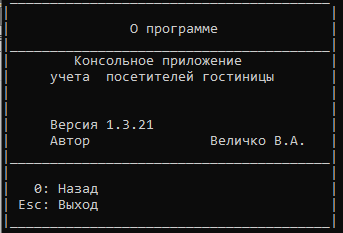 О программе
Консольное приложение
учета посетителей гостиницы
Версия 1.3.21
Автор Величко В.А.
0: Назад
Esc: Выход